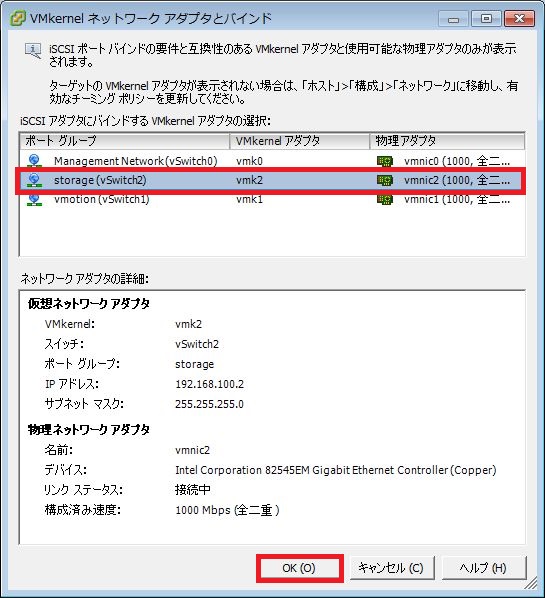 VMkernel ネットワーク アダプタとバインド
iSCSI ポート バインドの要件と互換性のある VMkernel アダプタと使用可能な物理アダプタのみが表示
されます。
ターゲットの VMkernel アダプタが表示されない場合は、「ホスト」>「構成」>「ネットワーク」に移動し、有
効なチーミング ポリシーを更新してください。
iSCSI アダプタにバインドする VMkernel アダプタの選択:
ポート グループ VMkernel アダプタ 物理アダプタ
Management Network (vSwitch0) vmk0 vmnic0 (1000, 全二...
storage (vSwitch2) vmk2 vmnic2 (1000, 全二...
vmotion (vSwitch1) vmk1 vmnic1 (1000, 全二...
ネットワーク アダプタの詳細:
仮想ネットワーク アダプタ
VMkernel: vmk2
スイッチ: vSwitch2
ポート グループ: storage
IP アドレス: 192.168.100.2
サブネット マスク: 255.255.255.0
物理ネットワーク アダプタ
名前: vmnic2
デバイス: Intel Corporation 82545EM Gigabit Ethernet Controller (Copper)
リンク ステータス: 接続中
構成済み速度: 1000 Mbps (全二重 )
OK (O) キャンセル (C) ヘルプ (H)